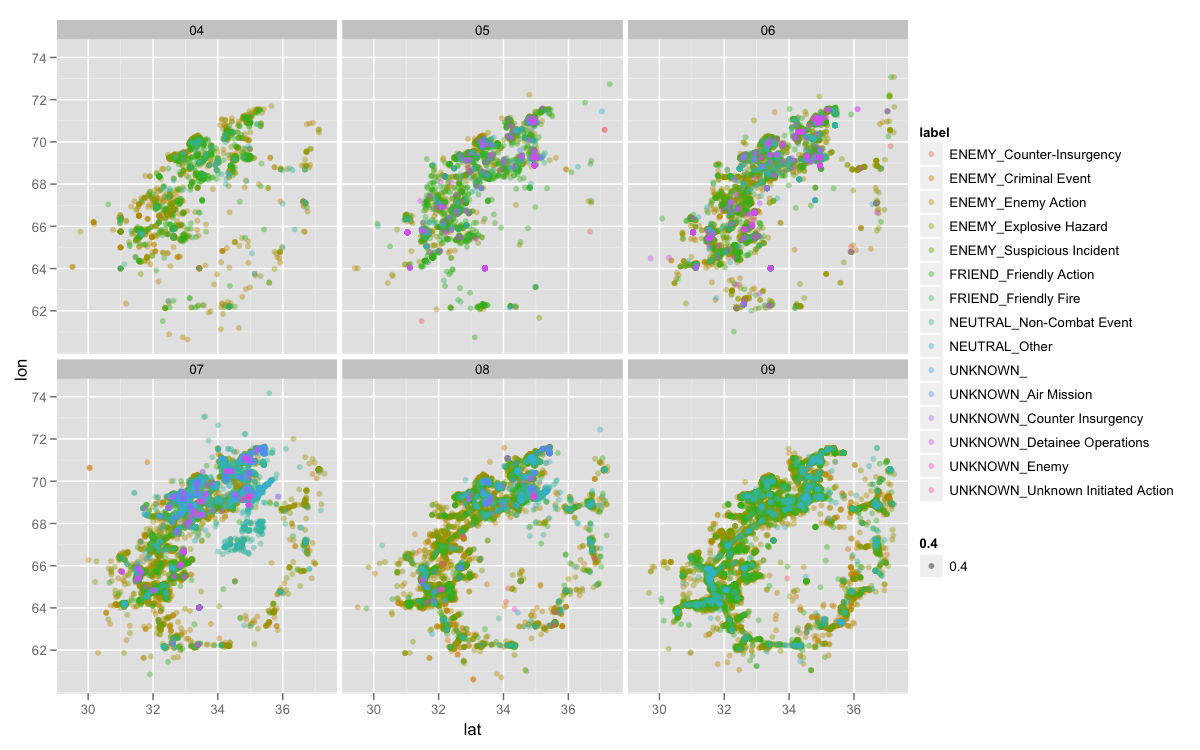 04
05
06
74
72
70
68
66
64
62
lon
07
08
09
74
72
70
68
66
64
62
30
32
34
36
30
32
34
36
30
32
34
36
lat
label
ENEMY_Counter-Insurgency
ENEMY_Criminal Event
ENEMY_Enemy Action
ENEMY_Explosive Hazard
ENEMY_Suspicious Incident
FRIEND_Friendly Action
FRIEND_Friendly Fire
NEUTRAL_Non-Combat Event
NEUTRAL_Other
UNKNOWN_
UNKNOWN_Air Mission
UNKNOWN_Counter Insurgency
UNKNOWN_Detainee Operations
UNKNOWN_Enemy
UNKNOWN_Unknown Initiated Action
0.4
0.4